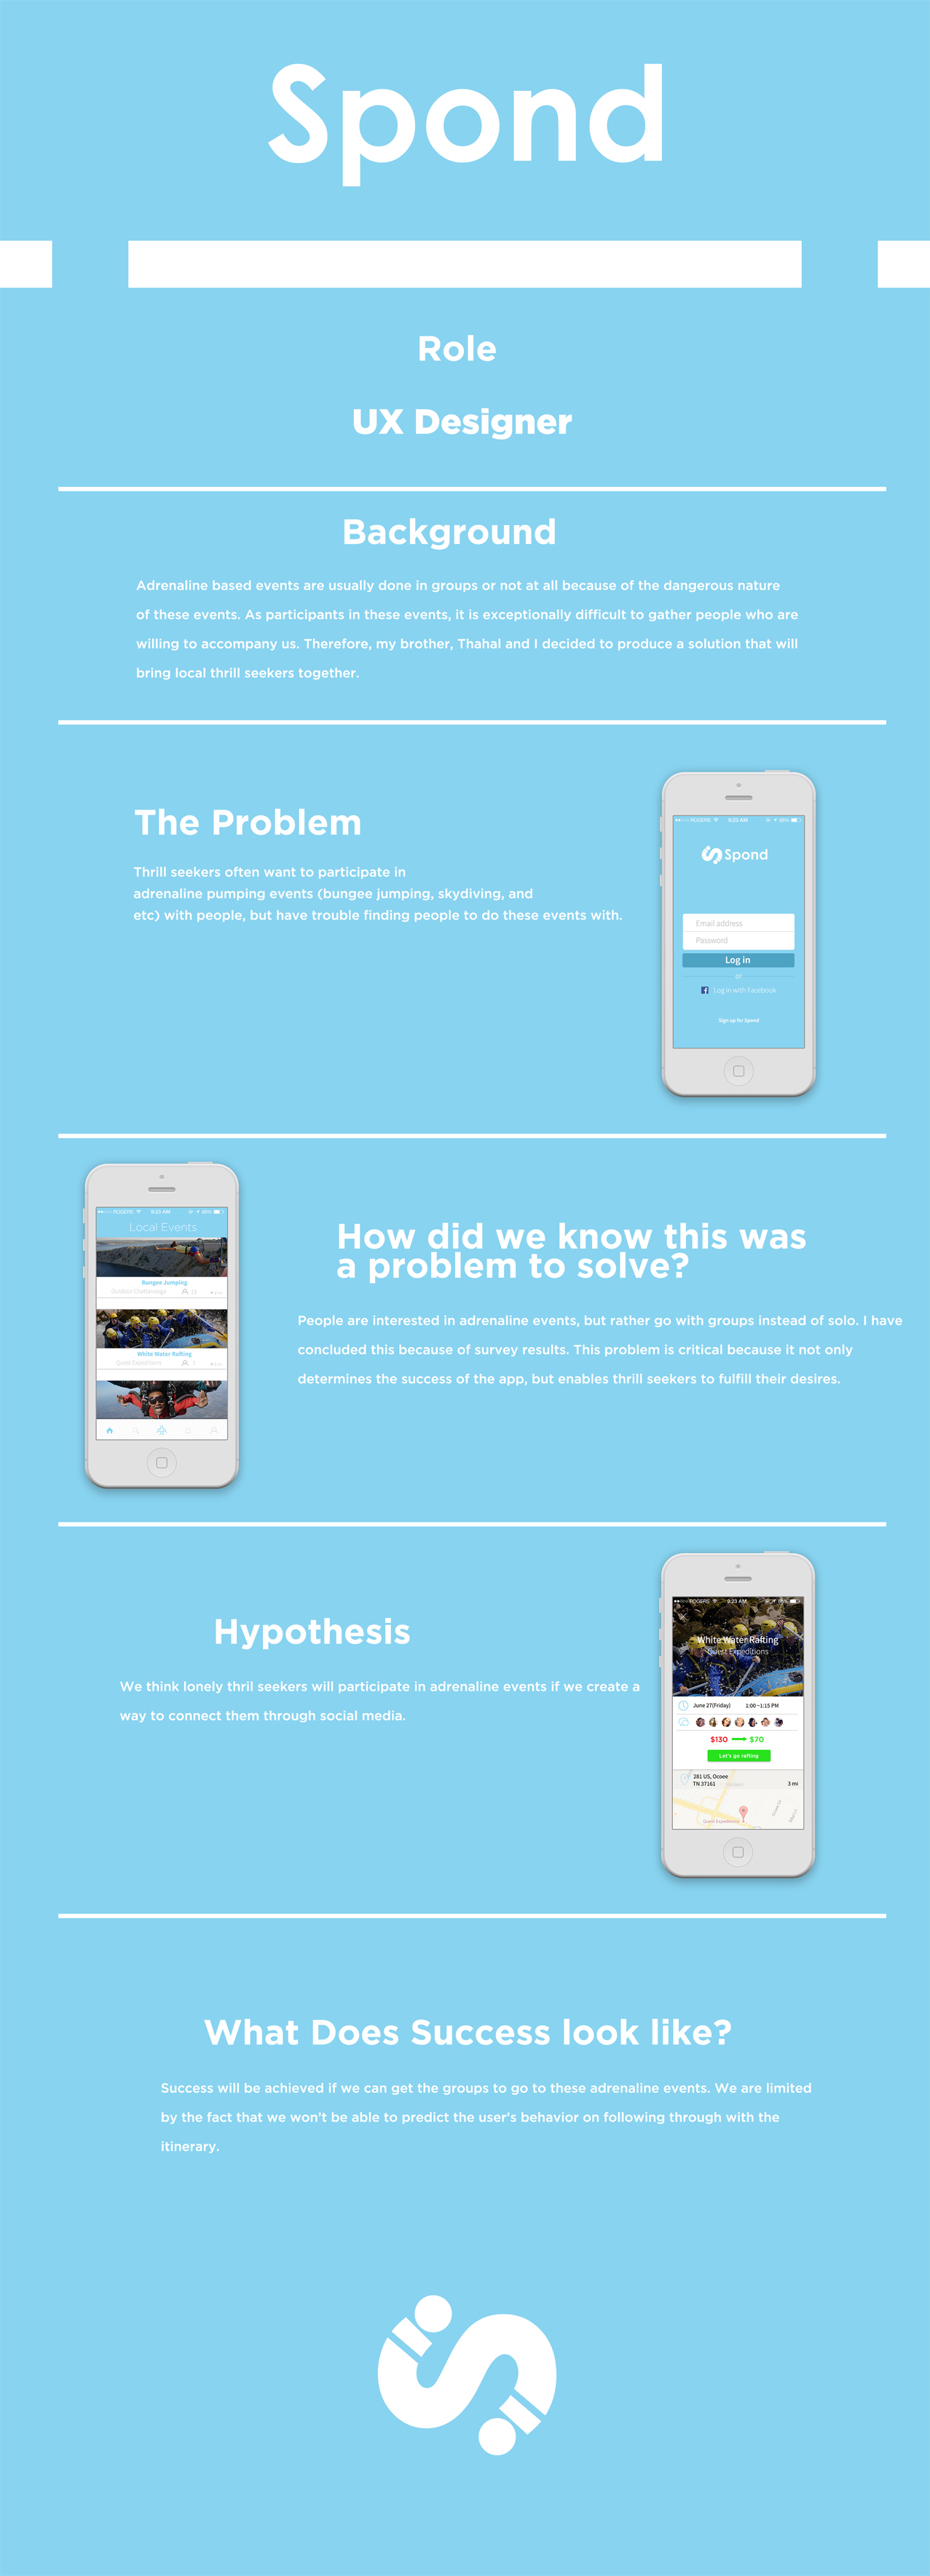 Spond
Role
UX Designer
Background
Adrenaline based events are usually done in groups or not at all because of the dangerous nature
of these events. As participants in these events, it is exceptionally difficult to gather people who are
willing to accompany us. Therefore, my brother, Thahal and I decided to produce a solution that will
bring local thrill seekers together.
The Problem
Thrill seekers often want to participate in
adrenaline pumping events (bungee jumping, skydiving, and
etc) with people, but have trouble finding people to do these events with.
ROGERS 9:23 AM
Spond
Email address
Password
Log in
or
Log in with Facebook
Sign up for Spond
ROGERS 9:23 AM
Local Events
Bungee Jumping
Outdoor Chattanooga 13
White Water Rafting
Quest Expeditions
How did we know this was
a problem to solve?
People are interested in adrenaline events, but rather go with groups instead of solo. I have
concluded this because of survey results. This problem is critical because it not only
determines the success of the app, but enables thrill seekers to fulfill their desires.
Hypothesis
We think lonely thril seekers will participate in adrenaline events if we create a
way to connect them through social media.
ROGERS 9:23 AM
White Water Rafting
Quest Expeditions
June 27(Friday) 1:00 -1:15 PM
$130 $70
Let's go rafting
281 US, Ocoee
TN 37161 3 mi
Quest Expeditions
What Does Success look like?
Success will be achieved if we can get the groups to go to these adrenaline events. We are limited
by the fact that we won't be able to predict the user's behavior on following through with the
itinerary.